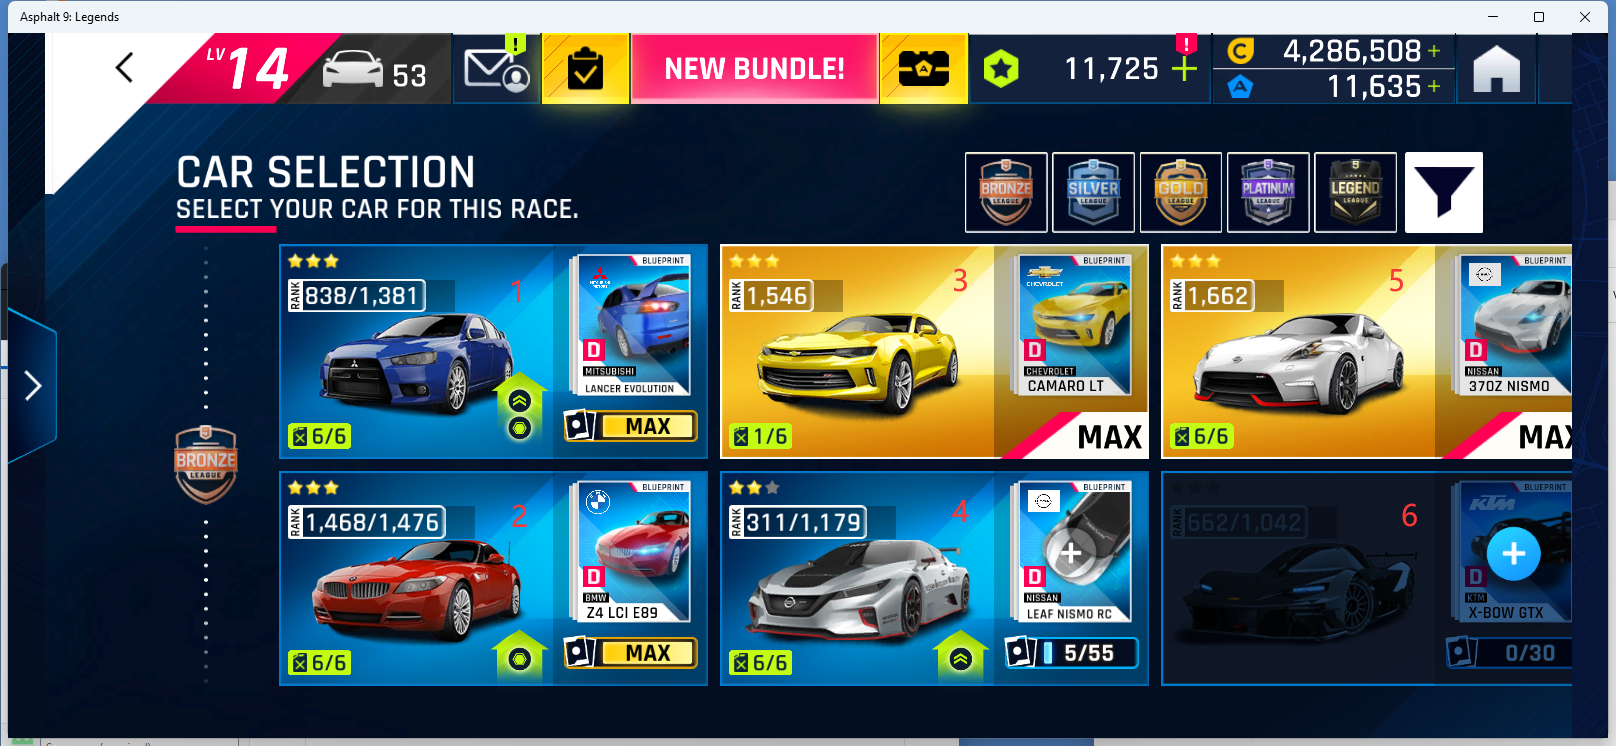 Asphalt 9: Legends
LV 14
53
NEW BUNDLE!
11,725
4,286,508
11,635
CAR SELECTION
SELECT YOUR CAR FOR THIS RACE.
BRONZE LEAGUE
SILVER LEAGUE
GOLD LEAGUE
PLATINUM LEAGUE
LEGEND LEAGUE
BRONZE LEAGUE
RANK 838/1,381
1
BLUEPRINT
D
MITSUBISHI
LANCER EVOLUTION
6/6
MAX
RANK 1,546
3
BLUEPRINT
CHEVROLET
D
CHEVROLET
CAMARO LT
1/6
MAX
RANK 1,662
5
BLUEPRINT
D
NISSAN
370Z NISMO
6/6
MAX
RANK 1,468/1,476
2
BLUEPRINT
D
BMW
Z4 LCI E89
6/6
MAX
RANK 311/1,179
4
BLUEPRINT
D
NISSAN
LEAF NISMO RC
6/6
5/55
RANK 662/1,042
6
BLUEPRINT
KTM
D
KTM
X-BOW GTX
0/30